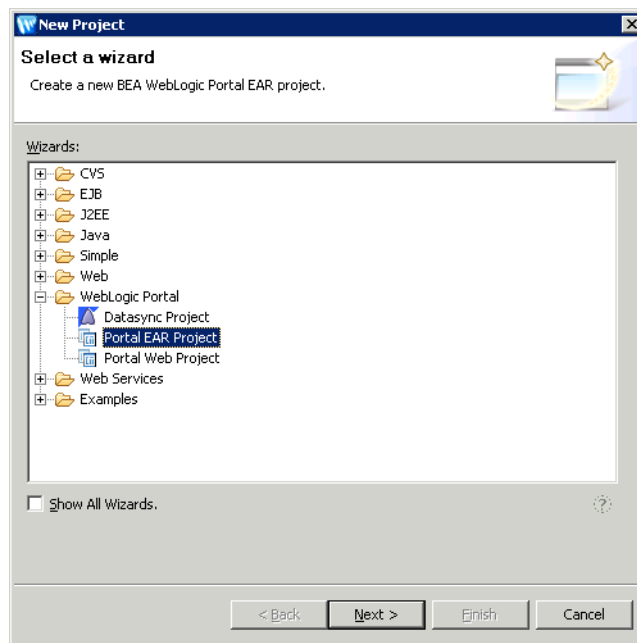 New Project
Select a wizard
Create a new BEA WebLogic Portal EAR project.
Wizards:
CVS
EJB
J2EE
Java
Simple
Web
WebLogic Portal
Datasync Project
Portal EAR Project
Portal Web Project
Web Services
Examples
Show All Wizards.
?
< Back Next > Finish Cancel